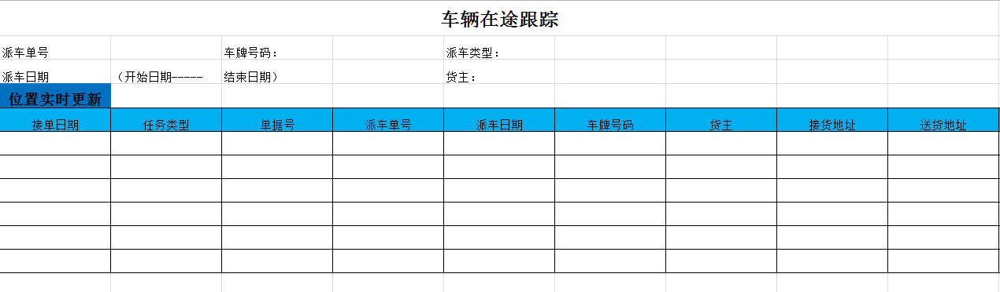 车辆在途跟踪
派车单号 车牌号码： 派车类型：
派车日期 （开始日期----- 结束日期） 货主：
位置实时更新
接单日期 任务类型 单据号 派车单号 派车日期 车牌号码 货主 接货地址 送货地址